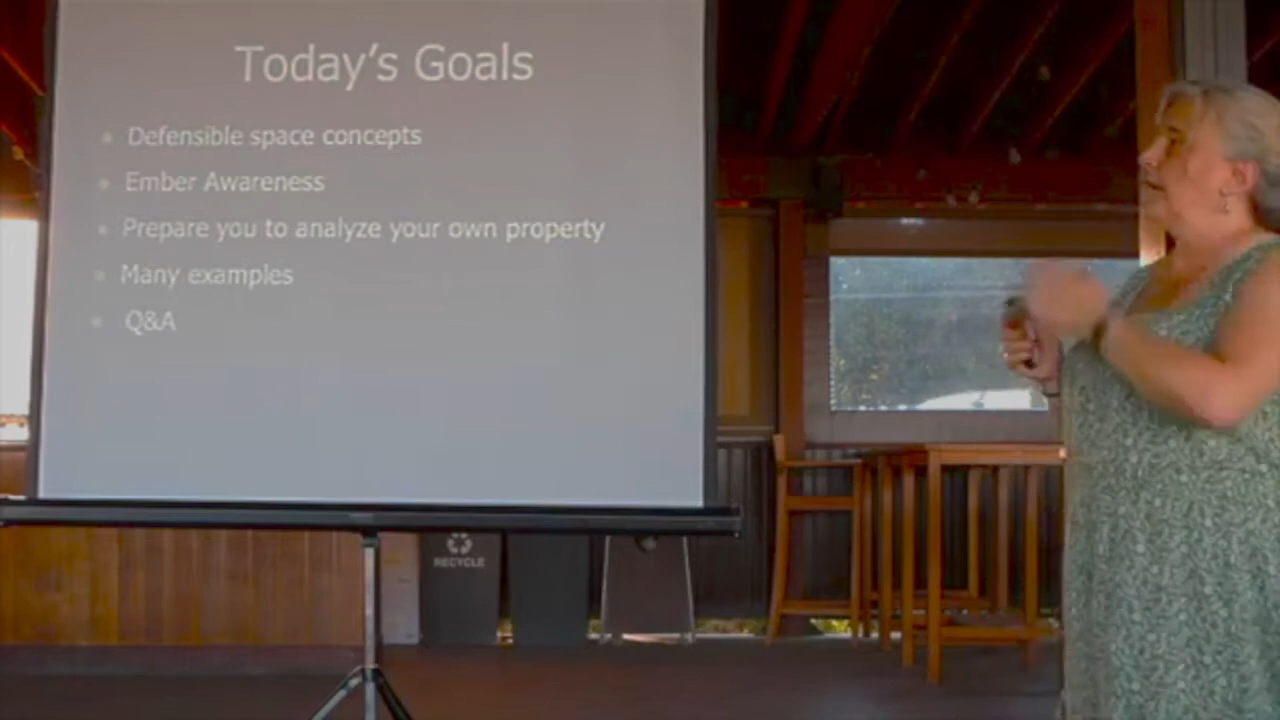 Today's Goals
Defensible space concepts
Ember Awareness
Prepare you to analyze your own property
Many examples
Q&A
RECYCLE